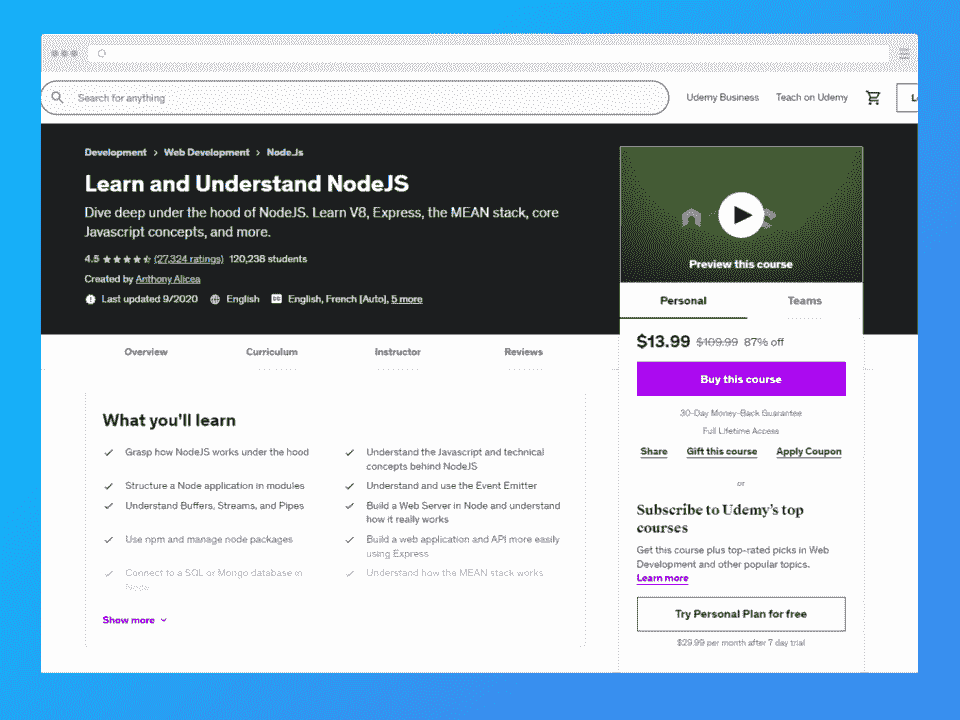 Search for anything
Udemy Business
Teach on Udemy
Development > Web Development > Node.Js
Learn and Understand NodeJS
Dive deep under the hood of NodeJS. Learn V8, Express, the MEAN stack, core
Javascript concepts, and more.
4.5 (27,324 ratings) 120,238 students
Created by Anthony Alicea
Last updated 9/2020 English English, French [Auto], 5 more
Preview this course
Personal
Teams
$13.99 $109.99 87% off
Buy this course
30-Day Money-Back Guarantee
Full Lifetime Access
Share
Gift this course
Apply Coupon
or
Subscribe to Udemy's top
courses
Get this course plus top-rated picks in Web
Development and other popular topics.
Learn more
Try Personal Plan for free
$29.99 per month after 7 day trial
Overview
Curriculum
Instructor
Reviews
What you'll learn
Grasp how NodeJS works under the hood
Understand the Javascript and technical
concepts behind NodeJS
Structure a Node application in modules
Understand and use the Event Emitter
Understand Buffers, Streams, and Pipes
Build a Web Server in Node and understand
how it really works
Use npm and manage node packages
Build a web application and API more easily
using Express
Connect to a SQL or Mongo database in
Node
Understand how the MEAN stack works
Show more